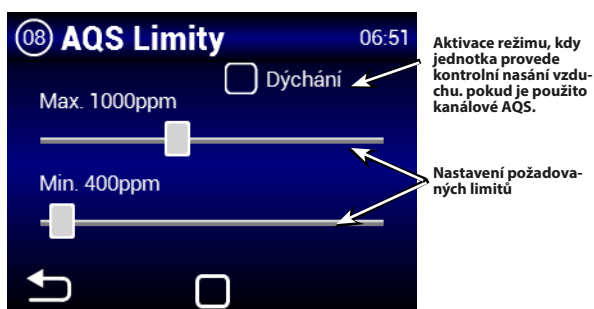 08 AQS Limity 06:51
Dýchání
Max. 1000ppm
Min. 400ppm
Aktivace režimu, kdy
jednotka provede
kontrolní nasání vzdu-
chu. pokud je použito
kanálové AQS.
Nastavení požadova-
ných limitů